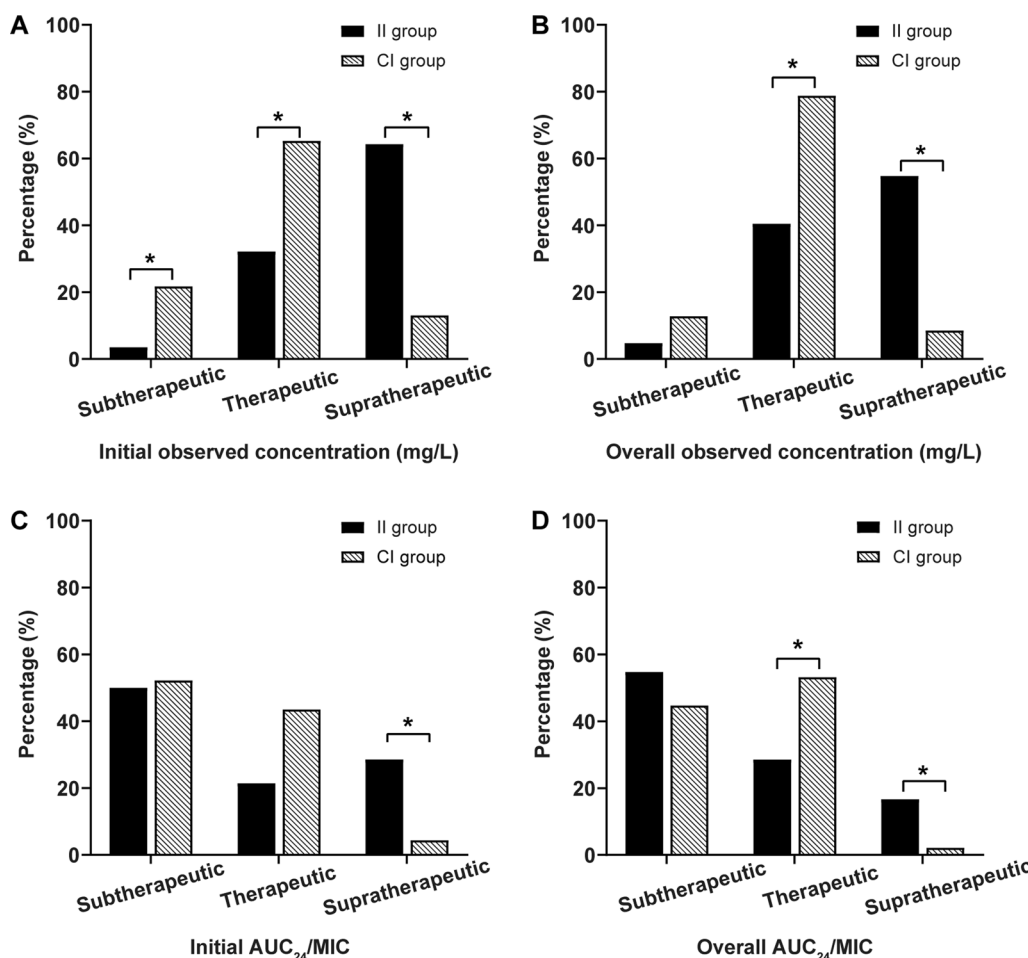 A
Percentage (%)
100
80
60
40
20
0
II group
CI group
*
*
*
Subtherapeutic
Therapeutic
Supratherapeutic
Initial observed concentration (mg/L)
B
Percentage (%)
100
80
60
40
20
0
II group
CI group
*
*
Subtherapeutic
Therapeutic
Supratherapeutic
Overall observed concentration (mg/L)
C
Percentage (%)
100
80
60
40
20
0
II group
CI group
*
Subtherapeutic
Therapeutic
Supratherapeutic
Initial AUC₂₄/MIC
D
Percentage (%)
100
80
60
40
20
0
II group
CI group
*
*
Subtherapeutic
Therapeutic
Supratherapeutic
Overall AUC₂₄/MIC